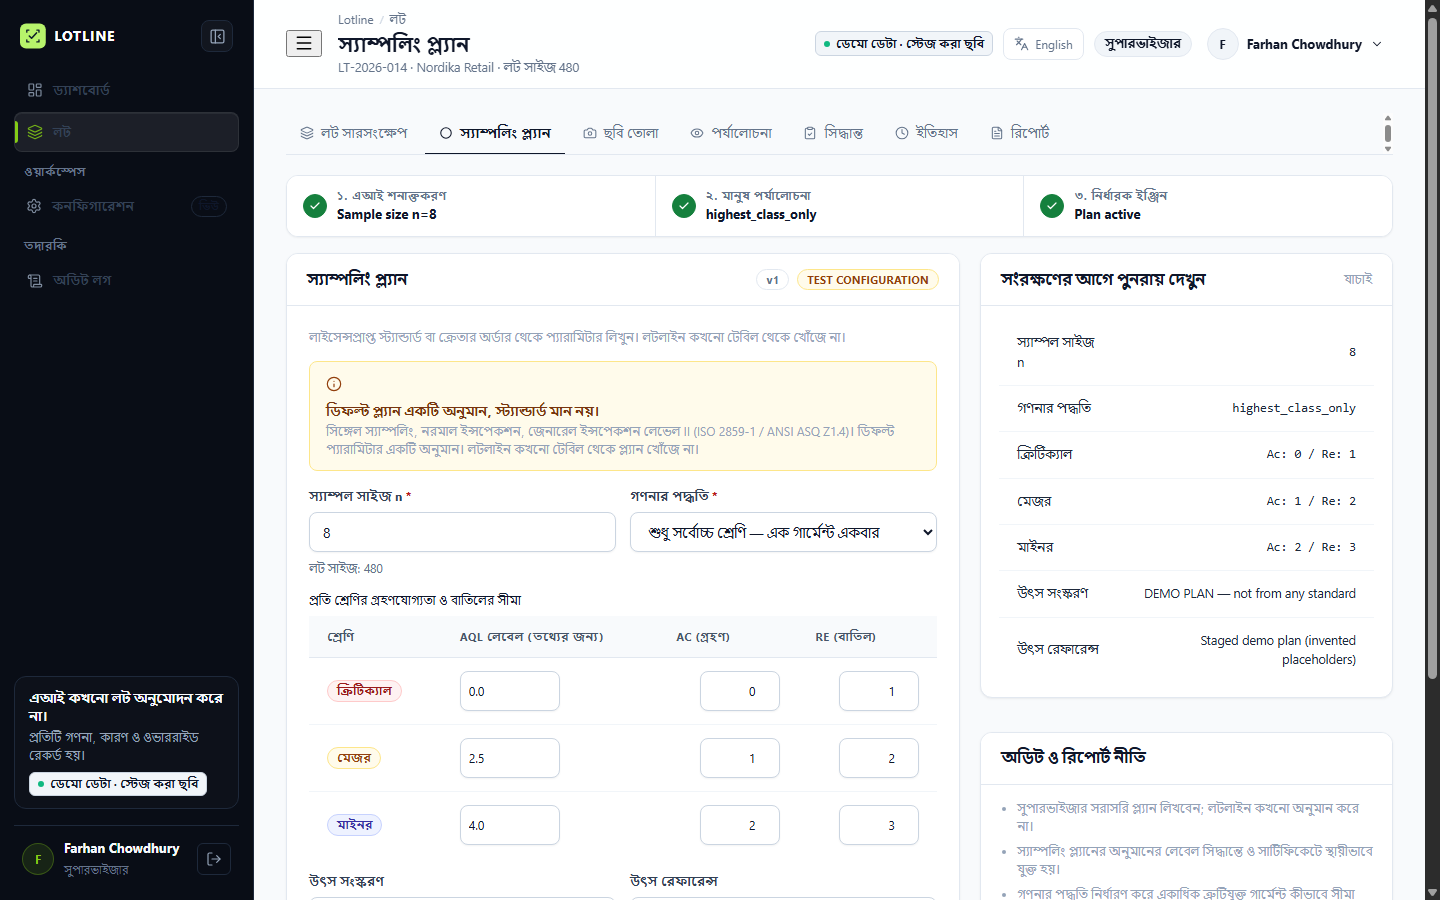 LOTLINE
ড্যাশবোর্ড
লট
ওয়ার্কস্পেস
কনফিগারেশন
তদারকি
অডিট লগ
এআই কখনো লট অনুমোদন করে
না।
প্রতিটি গণনা, কারণ ও ওভাররাইড
রেকর্ড হয়।
ডেমো ডেটা · স্টেজ করা ছবি
F
Farhan Chowdhury
সুপারভাইজার
Lotline / লট
স্যাম্পলিং প্ল্যান
LT-2026-014 · Nordika Retail · লট সাইজ 480
ডেমো ডেটা · স্টেজ করা ছবি
English
সুপারভাইজার
F
Farhan Chowdhury
লট সারসংক্ষেপ
স্যাম্পলিং প্ল্যান
ছবি তোলা
পর্যালোচনা
সিদ্ধান্ত
ইতিহাস
রিপোর্ট
১. এআই শনাক্তকরণ
Sample size n=8
২. মানুষ পর্যালোচনা
highest_class_only
৩. নির্ধারক ইঞ্জিন
Plan active
স্যাম্পলিং প্ল্যান
v1
TEST CONFIGURATION
লাইসেন্সপ্রাপ্ত স্ট্যান্ডার্ড বা ক্রেতার অর্ডার থেকে প্যারামিটার লিখুন। লটলাইন কখনো টেবিল থেকে খোঁজে না।
ডিফল্ট প্ল্যান একটি অনুমান, স্ট্যান্ডার্ড মান নয়।
সিঙ্গেল স্যাম্পলিং, নরমাল ইন্সপেকশন, জেনারেল ইন্সপেকশন লেভেল II (ISO 2859-1 / ANSI ASQ Z1.4)। ডিফল্ট
প্যারামিটার একটি অনুমান। লটলাইন কখনো টেবিল থেকে প্ল্যান খোঁজে না।
স্যাম্পল সাইজ n *
গণনার পদ্ধতি *
8
শুধু সর্বোচ্চ শ্রেণি — এক গার্মেন্ট একবার
লট সাইজ: 480
প্রতি শ্রেণির গ্রহণযোগ্যতা ও বাতিলের সীমা
শ্রেণি AQL লেবেল (তথ্যের জন্য) AC (গ্রহণ) RE (বাতিল)
ক্রিটিক্যাল 0.0 0 1
মেজর 2.5 1 2
মাইনর 4.0 2 3
উৎস সংস্করণ
উৎস রেফারেন্স
সংরক্ষণের আগে পুনরায় দেখুন
যাচাই
স্যাম্পল সাইজ
n
8
গণনার পদ্ধতি highest_class_only
ক্রিটিক্যাল Ac: 0 / Re: 1
মেজর Ac: 1 / Re: 2
মাইনর Ac: 2 / Re: 3
উৎস সংস্করণ DEMO PLAN — not from any standard
উৎস রেফারেন্স Staged demo plan (invented
placeholders)
অডিট ও রিপোর্ট নীতি
• সুপারভাইজার সরাসরি প্ল্যান লিখবেন; লটলাইন কখনো অনুমান করে
না।
• স্যাম্পলিং প্ল্যানের অনুমানের লেবেল সিদ্ধান্তে ও সার্টিফিকেটে স্থায়ীভাবে
যুক্ত হয়।
• গণনার পদ্ধতি নির্ধারণ করে একাধিক ত্রুটিযুক্ত গার্মেন্ট কীভাবে সীমা